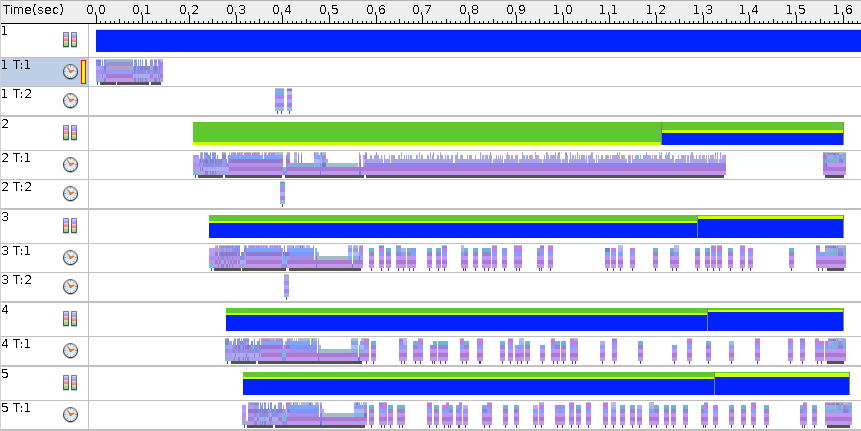 Time(sec) 0,0 0,1 0,2 0,3 0,4 0,5 0,6 0,7 0,8 0,9 1,0 1,1 1,2 1,3 1,4 1,5 1,6
1
1 T:1
1 T:2
2
2 T:1
2 T:2
3
3 T:1
3 T:2
4
4 T:1
5
5 T:1